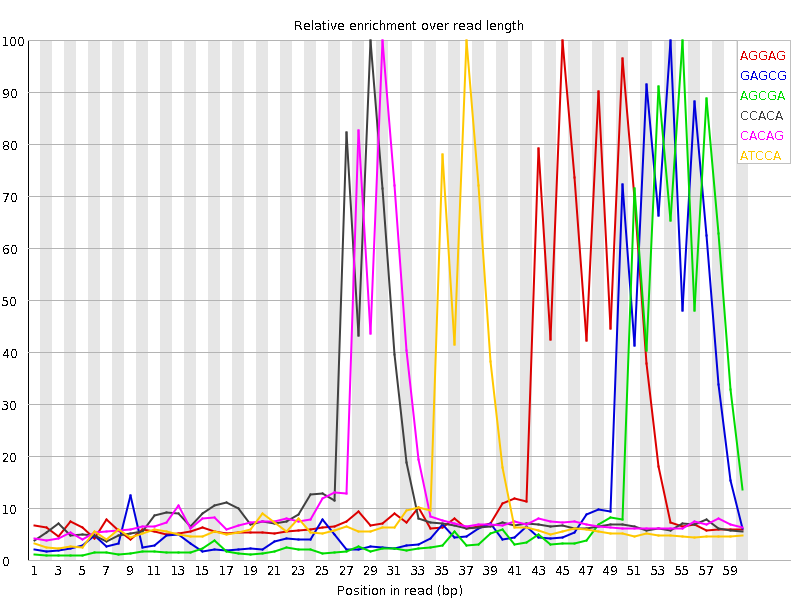 Relative enrichment over read length
100
90
80
70
60
50
40
30
20
10
0
AGGAG
GAGCG
AGCGA
CCACA
CACAG
ATCCA
1 3 5 7 9 11 13 15 17 19 21 23 25 27 29 31 33 35 37 39 41 43 45 47 49 51 53 55 57 59
Position in read (bp)